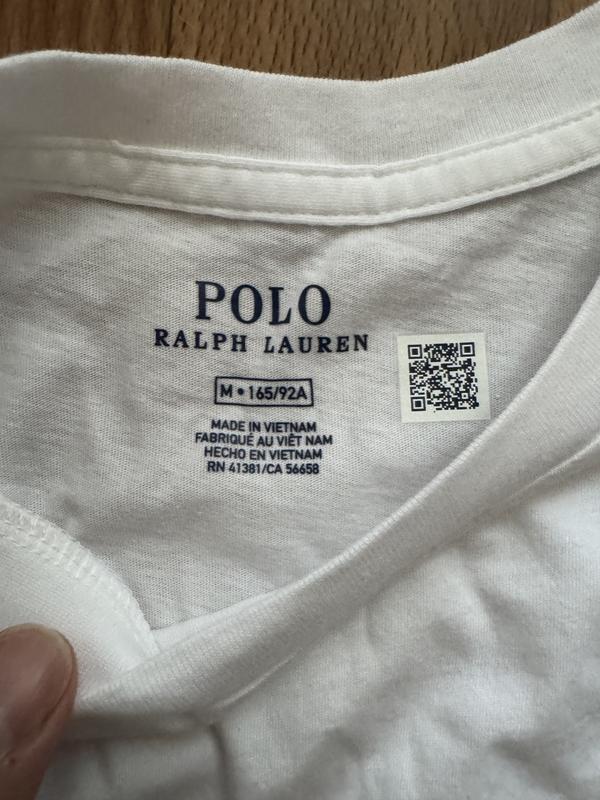 POLO
RALPH LAUREN
M • 165/92A
MADE IN VIETNAM
FABRIQUÉ AU VIÊT NAM
HECHO EN VIETNAM
RN 41381/CA 56658